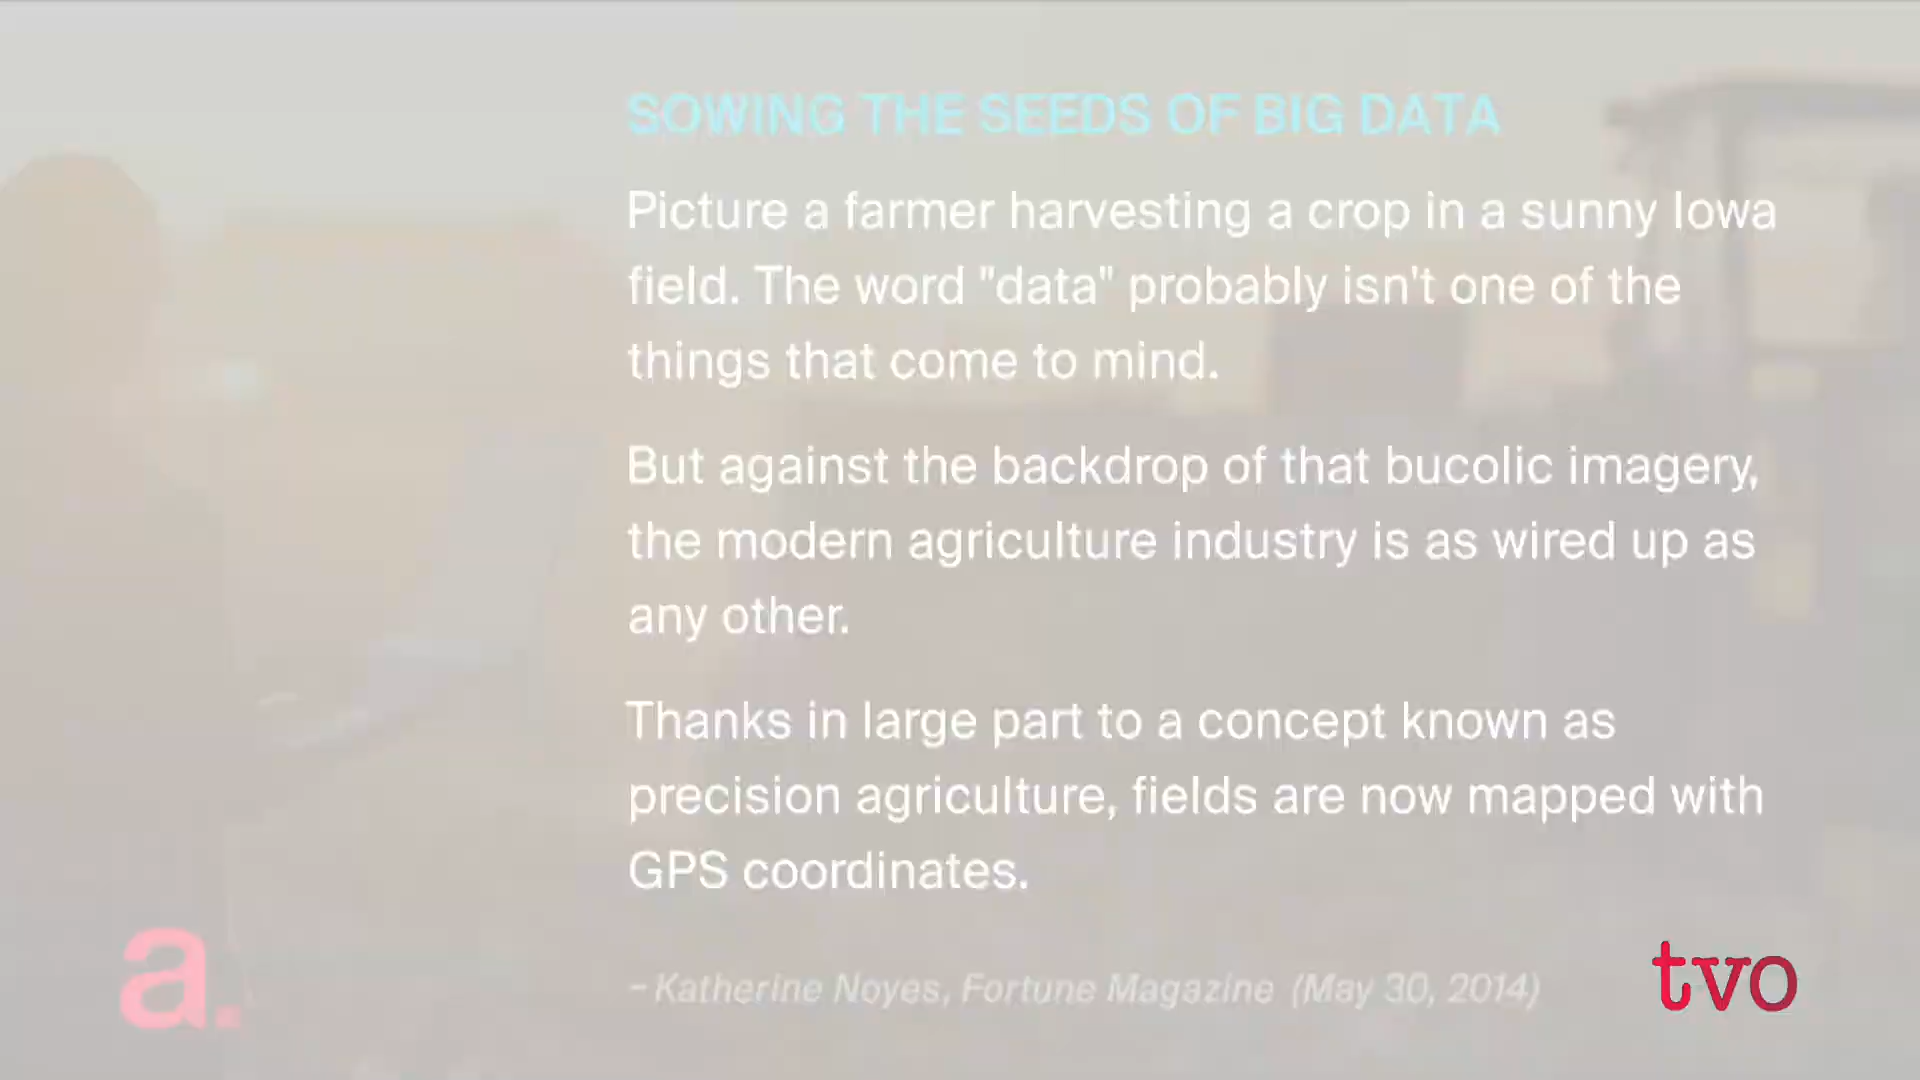 SOWING THE SEEDS OF BIG DATA
Picture a farmer harvesting a crop in a sunny Iowa
field. The word "data" probably isn't one of the
things that come to mind.
But against the backdrop of that bucolic imagery,
the modern agriculture industry is as wired up as
any other.
Thanks in large part to a concept known as
precision agriculture, fields are now mapped with
GPS coordinates.
– Katherine Noyes, Fortune Magazine (May 30, 2014)
a.
tvo